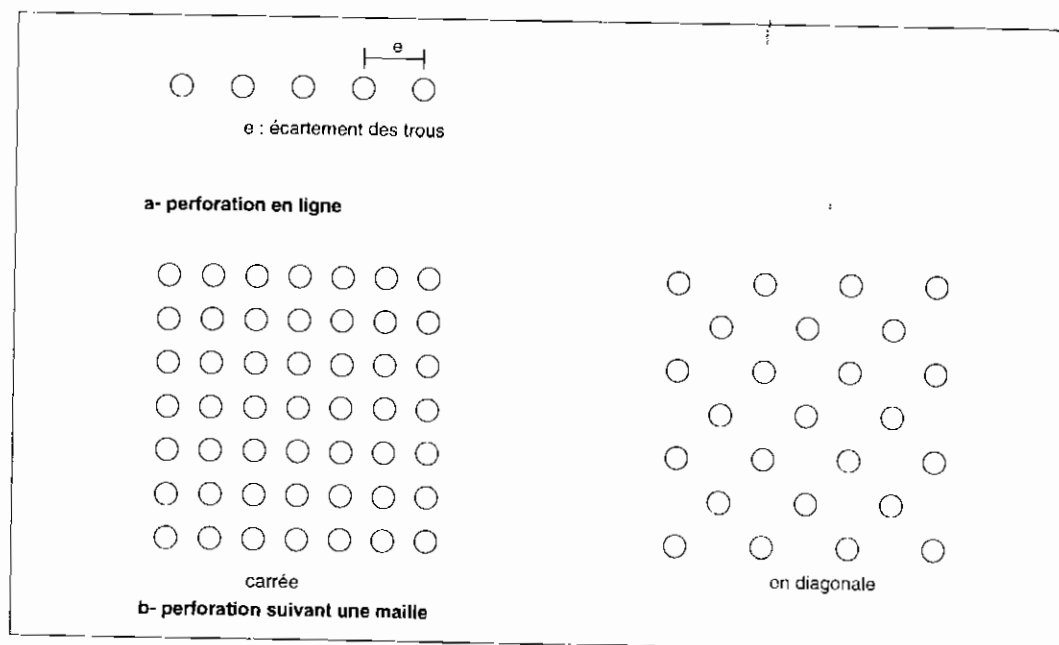 e
e : écartement des trous
a- perforation en ligne
carrée
en diagonale
b- perforation suivant une maille